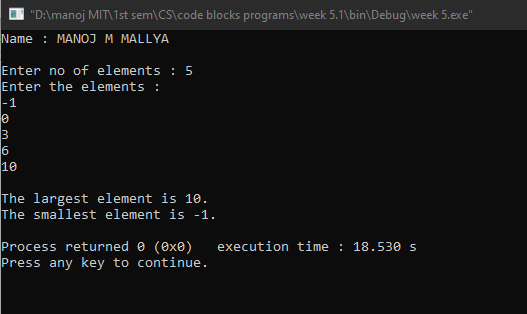 "D:\manoj MIT\1st sem\CS\code blocks programs\week 5.1\bin\Debug\week 5.exe"
Name : MANOJ M MALLYA
Enter no of elements : 5
Enter the elements :
-1
0
3
6
10
The largest element is 10.
The smallest element is -1.
Process returned 0 (0x0)   execution time : 18.530 s
Press any key to continue.